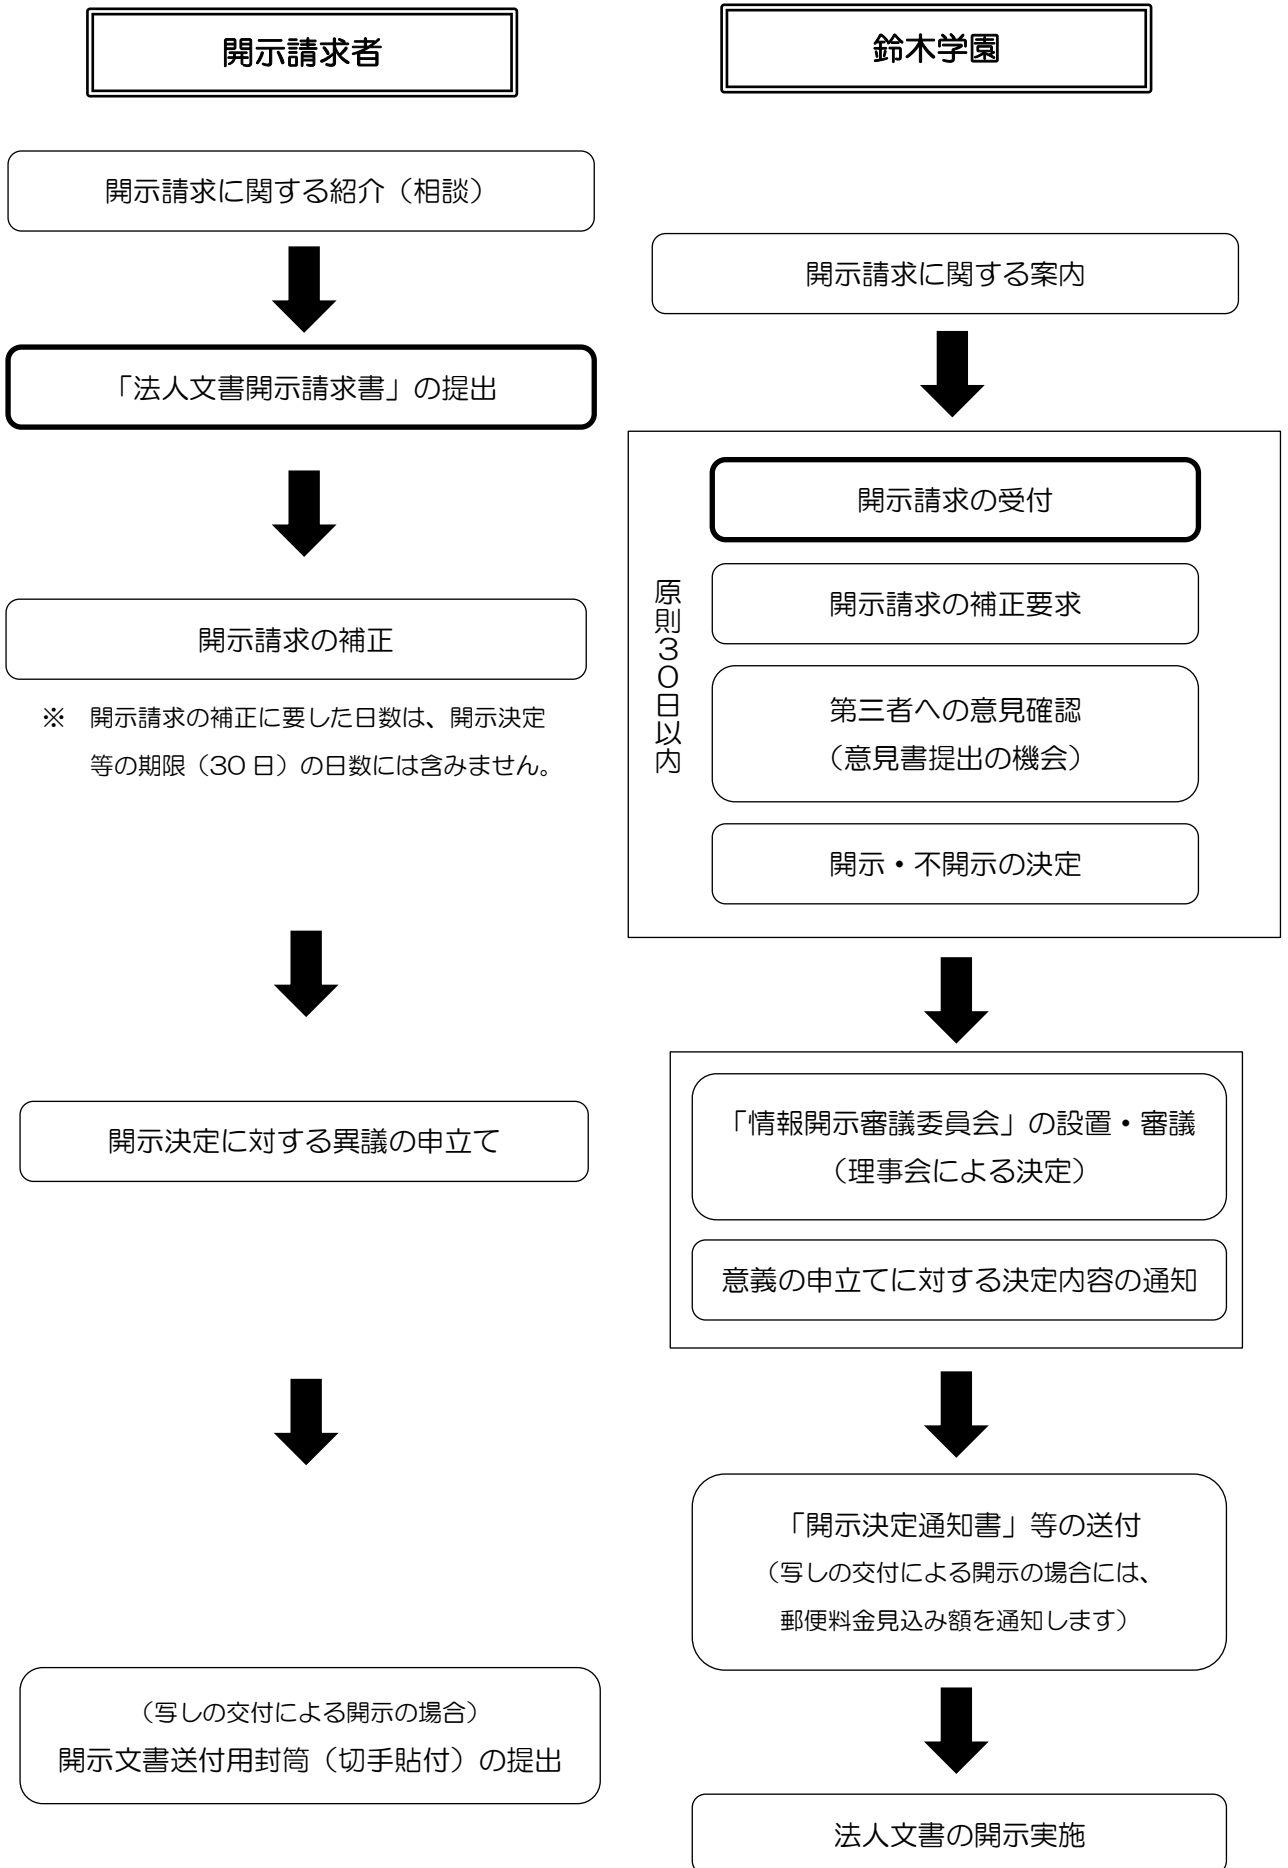 開示請求者
鈴木学園
開示請求に関する紹介（相談）
開示請求に関する案内
「法人文書開示請求書」の提出
開示請求の受付
原則３０日以内
開示請求の補正要求
開示請求の補正
※　開示請求の補正に要した日数は、開示決定
等の期限（30 日）の日数には含みません。
第三者への意見確認
（意見書提出の機会）
開示・不開示の決定
開示決定に対する異議の申立て
「情報開示審議委員会」の設置・審議
（理事会による決定）
意義の申立てに対する決定内容の通知
「開示決定通知書」等の送付
（写しの交付による開示の場合には、
郵便料金見込み額を通知します）
（写しの交付による開示の場合）
開示文書送付用封筒（切手貼付）の提出
法人文書の開示実施